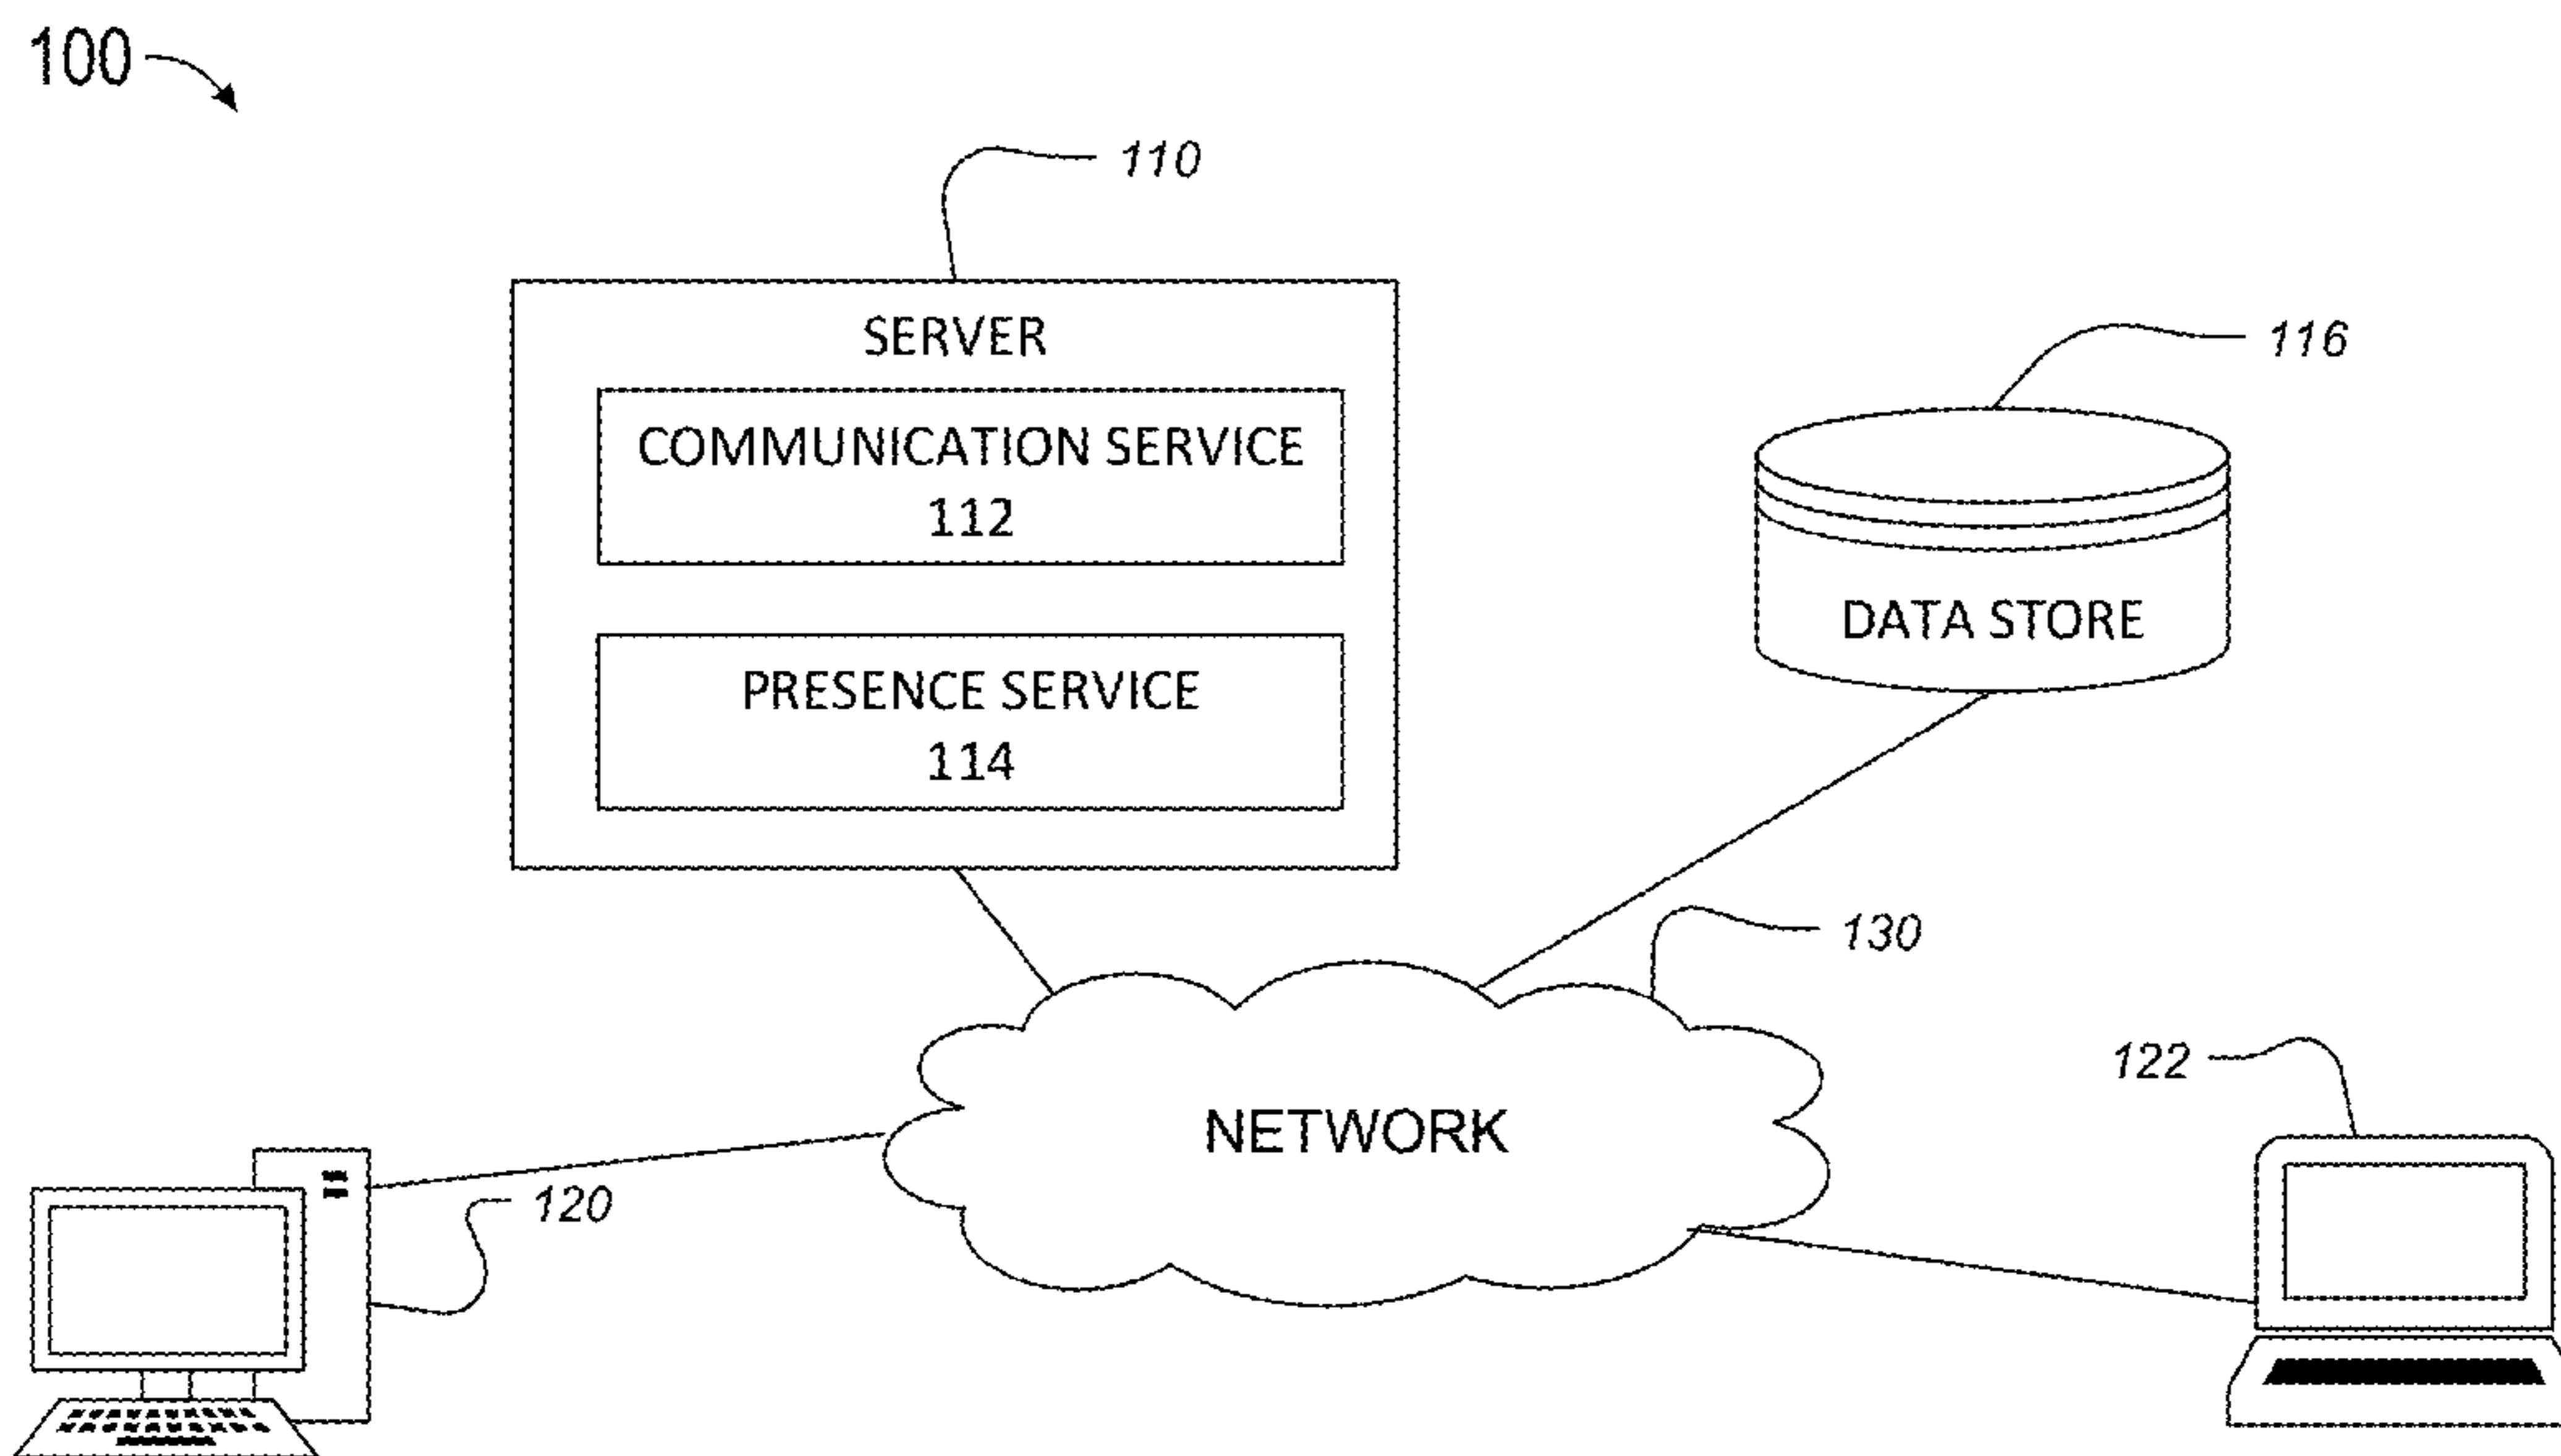 100
110
SERVER
116
COMMUNICATION SERVICE
112
DATA STORE
PRESENCE SERVICE
114
130
122
NETWORK
120